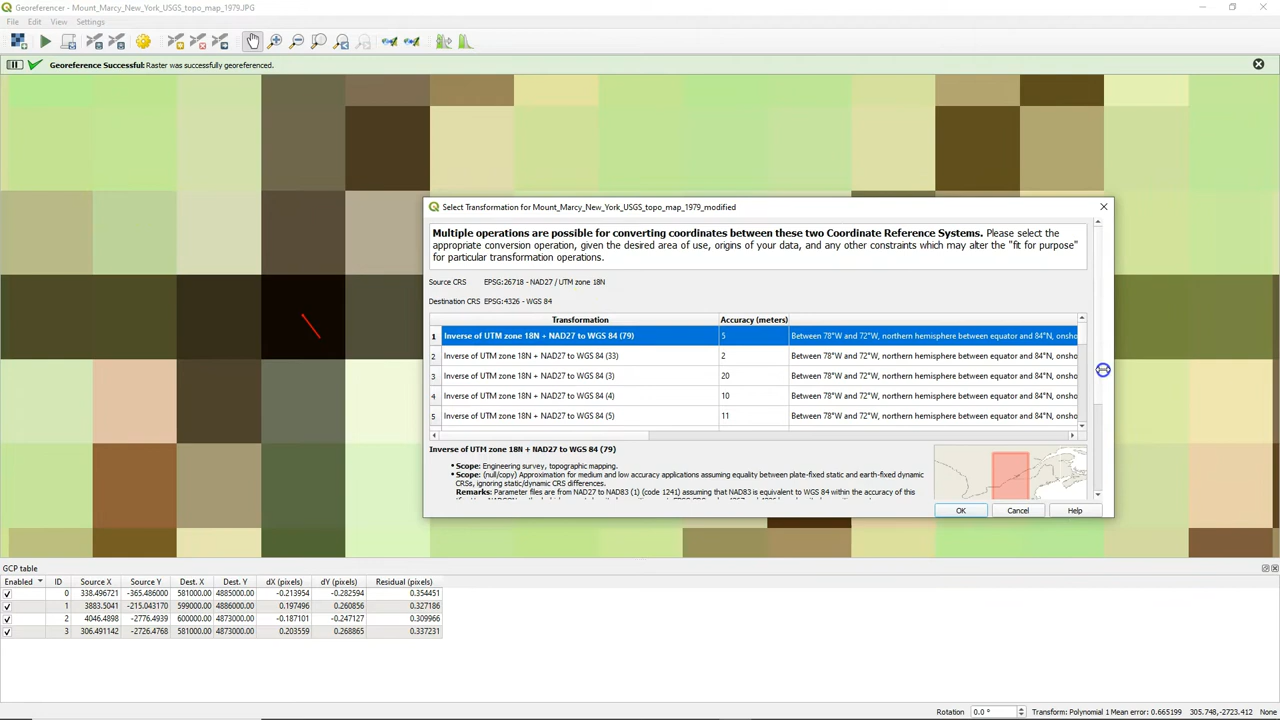 Georeferencer - Mount_Marcy_New_York_USGS_topo_map_1979.JPG
File Edit View Settings
Georeference Successful: Raster was successfully georeferenced.
Select Transformation for Mount_Marcy_New_York_USGS_topo_map_1979_modified
Multiple operations are possible for converting coordinates between these two Coordinate Reference Systems. Please select the
appropriate conversion operation, given the desired area of use, origins of your data, and any other constraints which may alter the "fit for purpose"
for particular transformation operations.
Source CRS EPSG:26718 - NAD27 / UTM zone 18N
Destination CRS EPSG:4326 - WGS 84
Transformation Accuracy (meters)
1 Inverse of UTM zone 18N + NAD27 to WGS 84 (79) 5 Between 78°W and 72°W, northern hemisphere between equator and 84°N, onsho
2 Inverse of UTM zone 18N + NAD27 to WGS 84 (33) 2 Between 78°W and 72°W, northern hemisphere between equator and 84°N, onsho
3 Inverse of UTM zone 18N + NAD27 to WGS 84 (3) 20 Between 78°W and 72°W, northern hemisphere between equator and 84°N, onsho
4 Inverse of UTM zone 18N + NAD27 to WGS 84 (4) 10 Between 78°W and 72°W, northern hemisphere between equator and 84°N, onsho
5 Inverse of UTM zone 18N + NAD27 to WGS 84 (5) 11 Between 78°W and 72°W, northern hemisphere between equator and 84°N, onsho
Inverse of UTM zone 18N + NAD27 to WGS 84 (79)
• Scope: Engineering survey, topographic mapping.
• Scope: (null/copy) Approximation for medium and low accuracy applications assuming equality between plate-fixed static and earth-fixed dynamic
CRSs, ignoring static/dynamic CRS differences.
Remarks: Parameter files are from NAD27 to NAD83 (1) (code 1241) assuming that NAD83 is equivalent to WGS 84 within the accuracy of this
OK Cancel Help
GCP table
Enabled ID Source X Source Y Dest. X Dest. Y dX (pixels) dY (pixels) Residual (pixels)
0 338.496721 -365.486000 581000.00 4885000.00 -0.213954 -0.282594 0.354451
1 3883.5041 -215.043170 599000.00 4886000.00 0.197496 0.260856 0.327186
2 4046.4898 -2776.4939 600000.00 4873000.00 -0.187101 -0.247127 0.309966
3 306.491142 -2726.4768 581000.00 4873000.00 0.203559 0.268865 0.337231
Rotation 0.0 ° Transform: Polynomial 1 Mean error: 0.665199 305.748,-2723.412 None